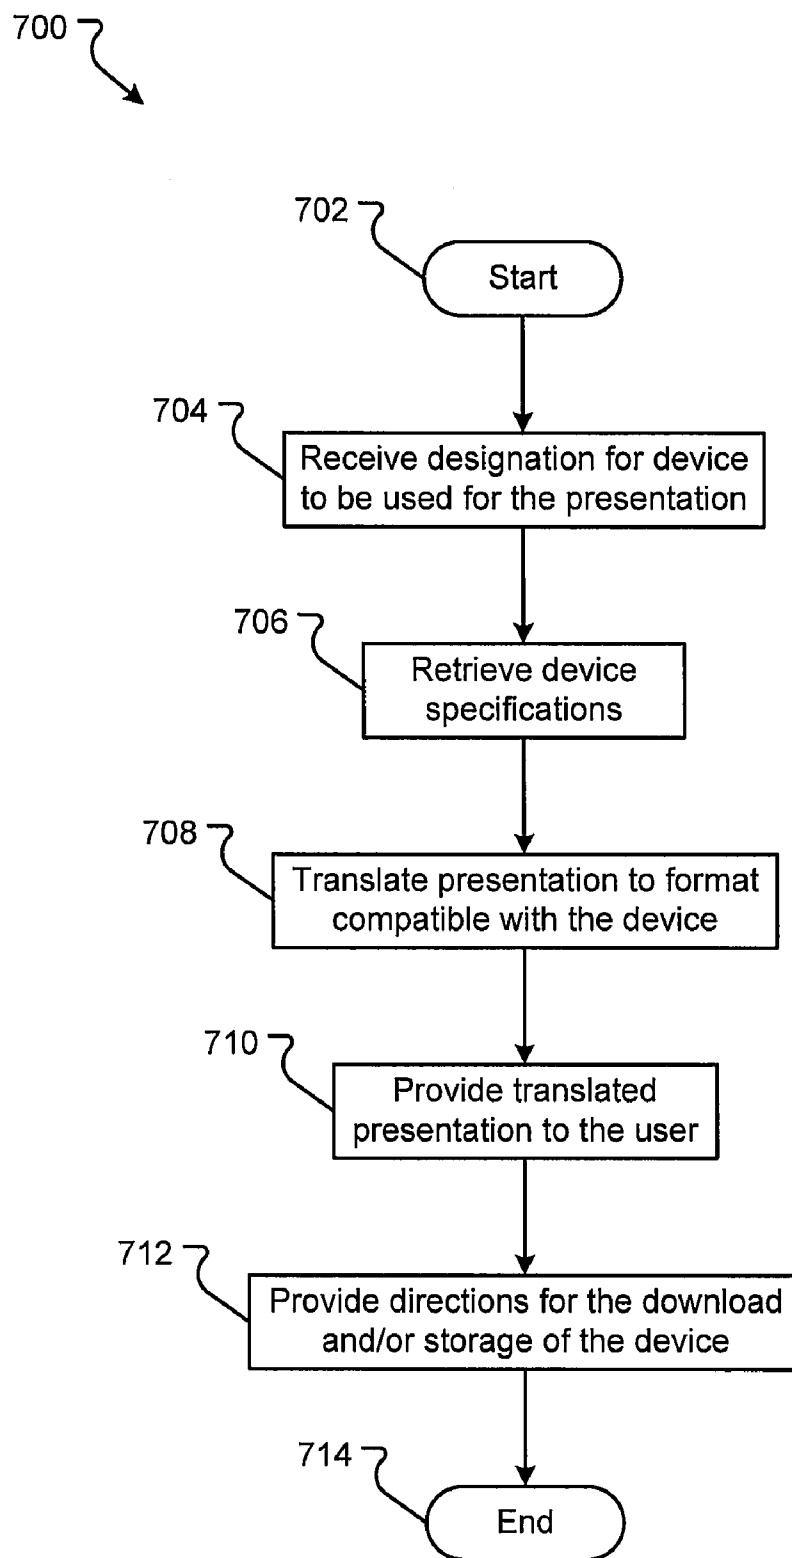 700
702
Start
704
Receive designation for device
to be used for the presentation
706
Retrieve device
specifications
708
Translate presentation to format
compatible with the device
710
Provide translated
presentation to the user
712
Provide directions for the download
and/or storage of the device
714
End